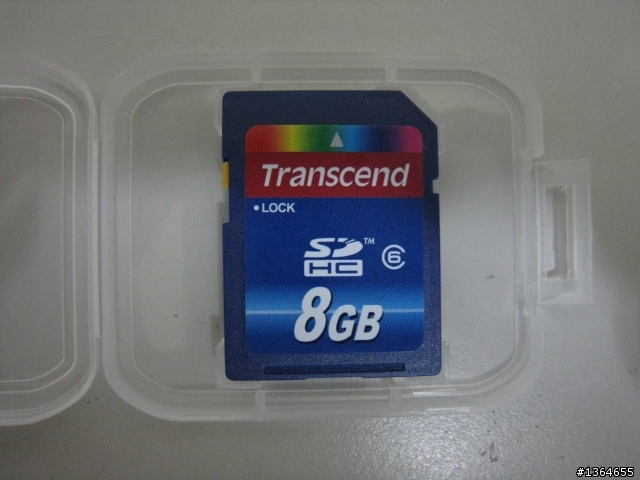 Transcend
• LOCK
SD™
HC 6
8GB
#1364655